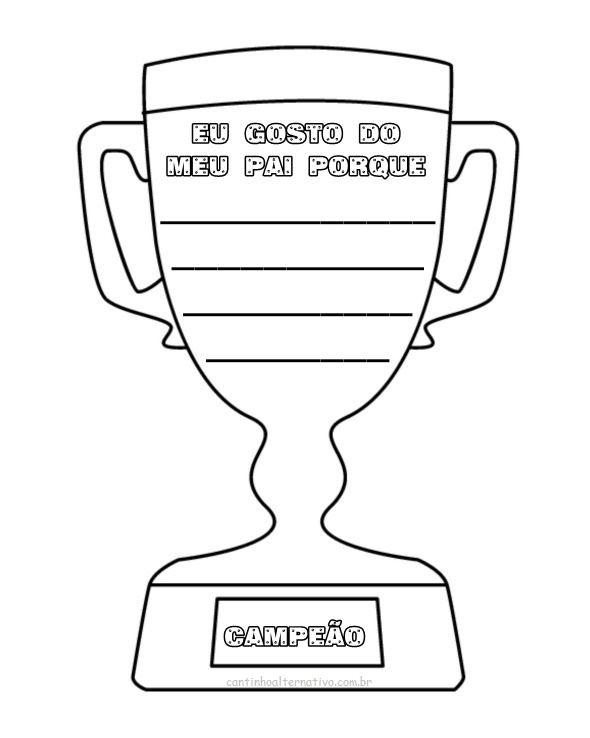 EU GOSTO DO
MEU PAI PORQUE
CAMPEÃO
cantinhoalternativo.com.br